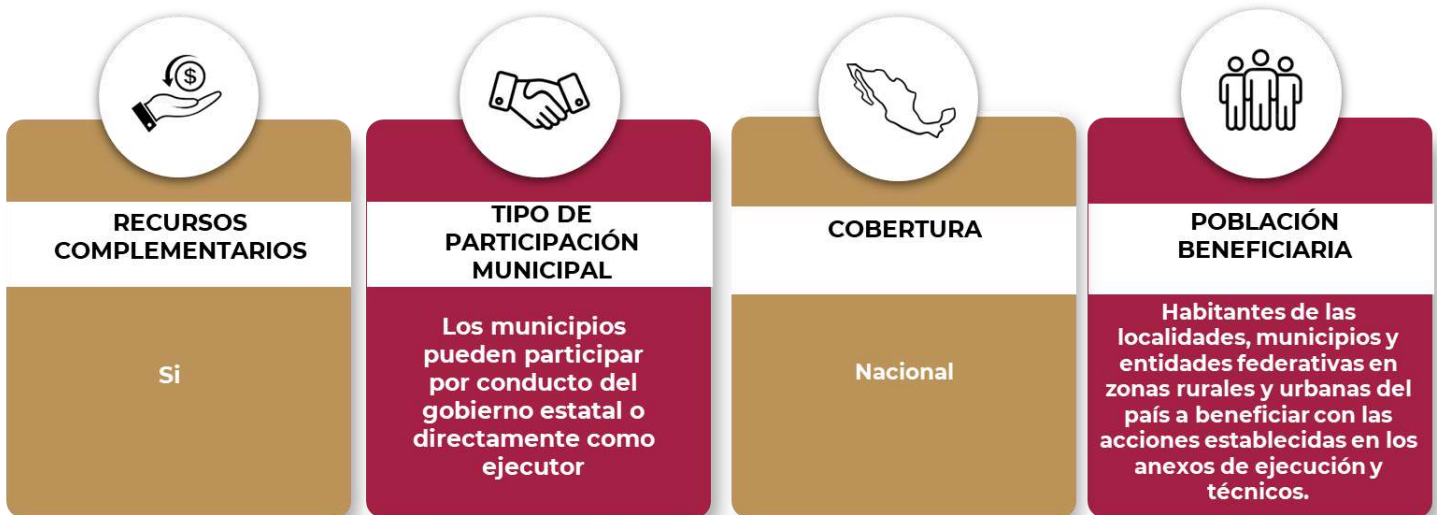 $
RECURSOS
COMPLEMENTARIOS
Si
TIPO DE
PARTICIPACIÓN
MUNICIPAL
Los municipios
pueden participar
por conducto del
gobierno estatal o
directamente como
ejecutor
COBERTURA
Nacional
POBLACIÓN
BENEFICIARIA
Habitantes de las
localidades, municipios y
entidades federativas en
zonas rurales y urbanas del
país a beneficiar con las
acciones establecidas en los
anexos de ejecución y
técnicos.